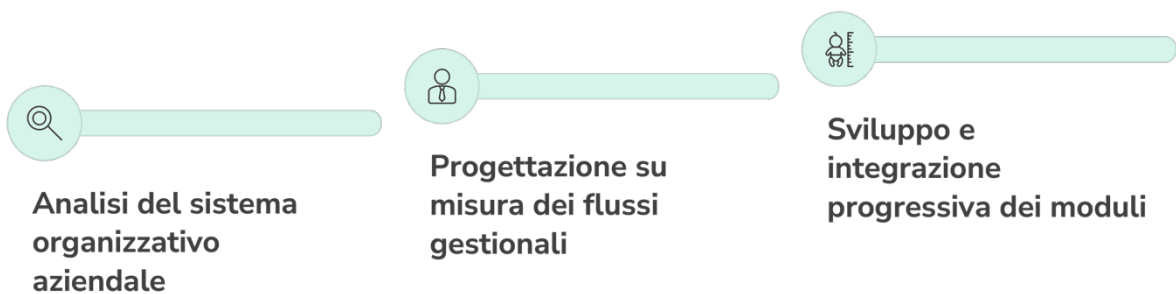 Analisi del sistema
organizzativo
aziendale
Progettazione su
misura dei flussi
gestionali
Sviluppo e
integrazione
progressiva dei moduli